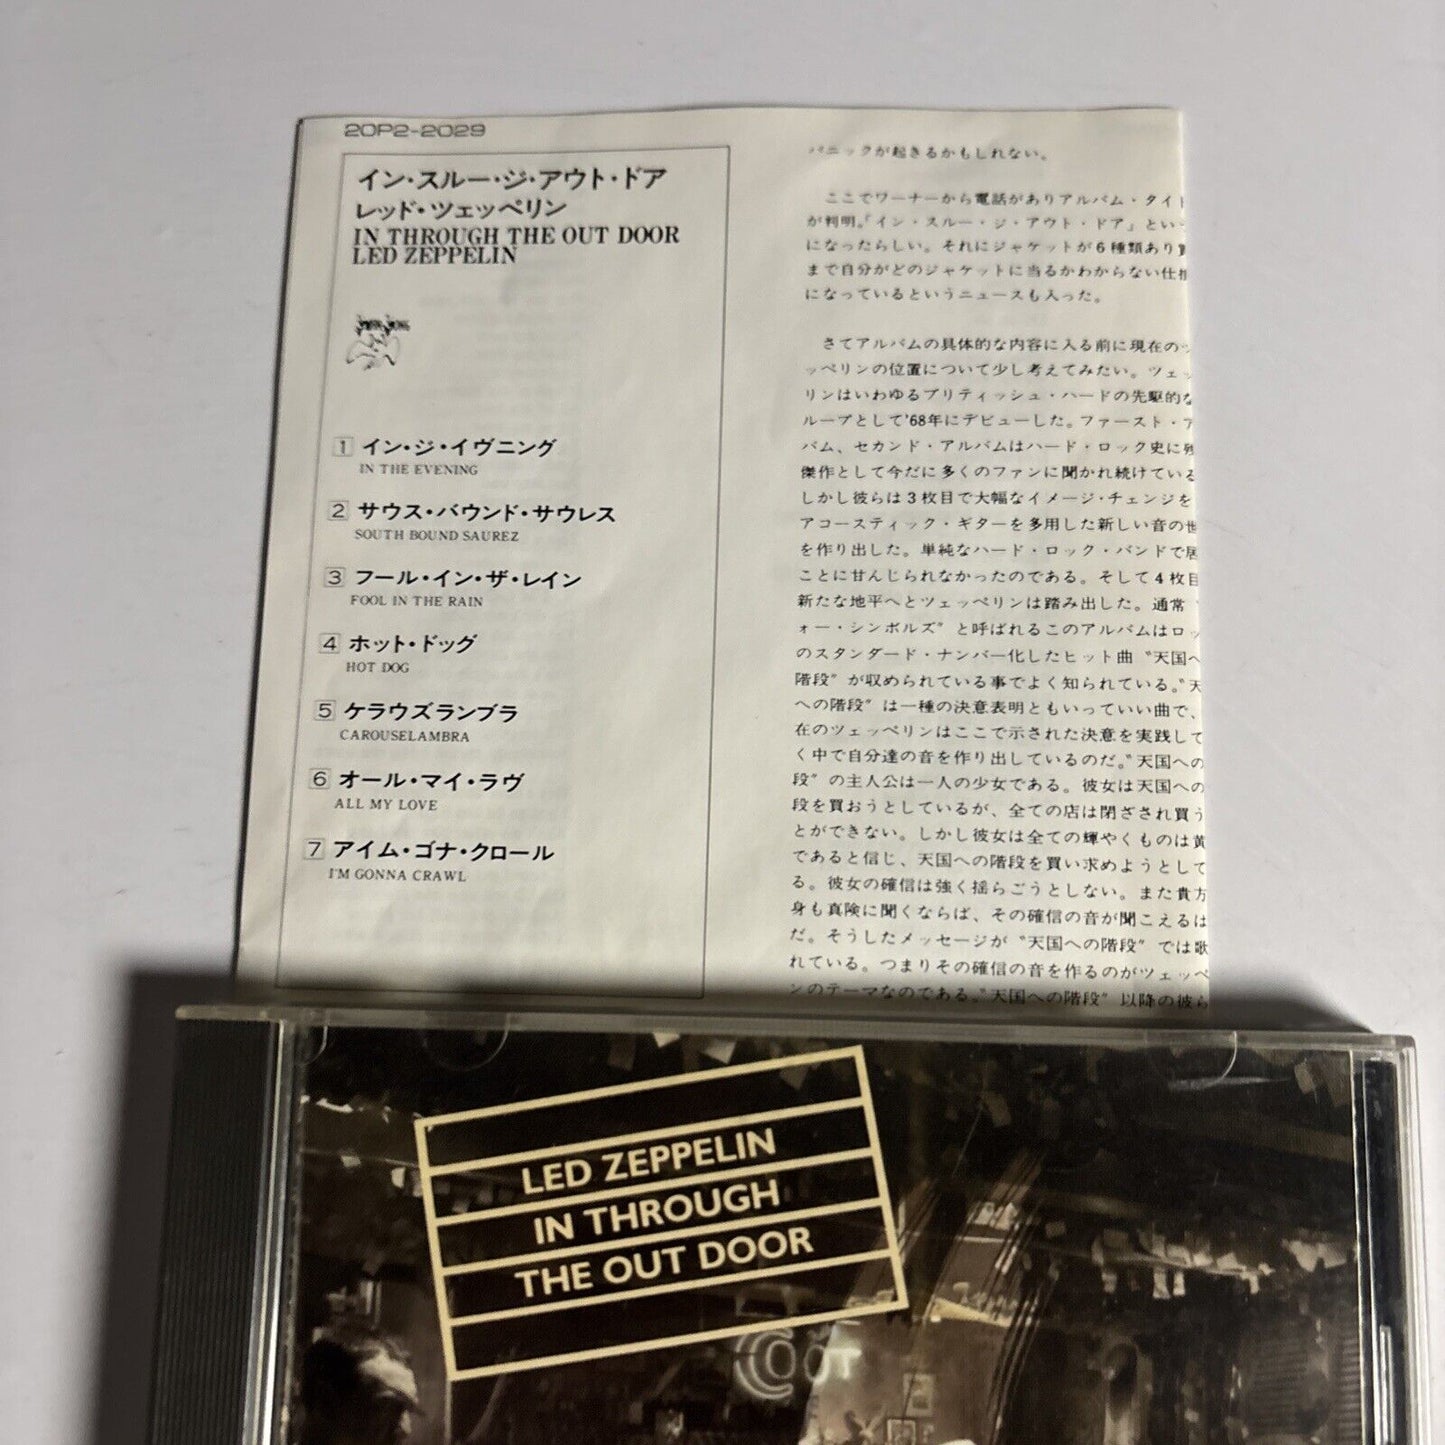 20P2-2029
イン・スルー・ジ・アウト・ドア
レッド・ツェッペリン
IN THROUGH THE OUT DOOR
LED ZEPPELIN
1 イン・ジ・イヴニング
IN THE EVENING
2 サウス・バウンド・サウレス
SOUTH BOUND SAUREZ
3 フール・イン・ザ・レイン
FOOL IN THE RAIN
4 ホット・ドッグ
HOT DOG
5 ケラウズランブラ
CAROUSELAMBRA
6 オール・マイ・ラヴ
ALL MY LOVE
7 アイム・ゴナ・クロール
I'M GONNA CRAWL
パニックが起きるかもしれない。
ここでワーナーから電話がありアルバム・タイト
が判明。「イン・スルー・ジ・アウト・ドア」とい
になったらしい。それにジャケットが6種類あり
まで自分がどのジャケットに当るかわからない仕
になっているというニュースも入った。
さてアルバムの具体的な内容に入る前に現在の
ッペリンの位置について少し考えてみたい。ツェッ
リンはいわゆるブリティッシュ・ハードの先駆的な
ループとして'68年にデビューした。ファースト・ア
バム、セカンド・アルバムはハード・ロック史に残
傑作として今だに多くのファンに聞かれ続けている
しかし彼らは3枚目で大幅なイメージ・チェンジを
アコースティック・ギターを多用した新しい音の世
を作り出した。単純なハード・ロック・バンドで居
ことに甘んじられなかったのである。そして4枚目
新たな地平へとツェッペリンは踏み出した。通常〝
ォー・シンボルズ〟と呼ばれるこのアルバムはロッ
のスタンダード・ナンバー化したヒット曲〝天国へ
階段〟が収められている事でよく知られている。〝天
への階段〟は一種の決意表明ともいっていい曲で、
在のツェッペリンはここで示された決意を実践して
く中で自分達の音を作り出しているのだ。〝天国への
段〟の主人公は一人の少女である。彼女は天国への
段を買おうとしているが、全ての店は閉ざされ買う
とができない。しかし彼女は全ての輝やくものは黄
であると信じ、天国への階段を買い求めようとして
る。彼女の確信は強く揺らごうとしない。また貴方
身も真険に聞くならば、その確信の音が聞こえるは
だ。そうしたメッセージが〝天国への階段〟では歌
れている。つまりその確信の音を作るのがツェッペ
ンのテーマなのである。〝天国への階段〟以降の彼ら
LED ZEPPELIN
IN THROUGH
THE OUT DOOR
OUT